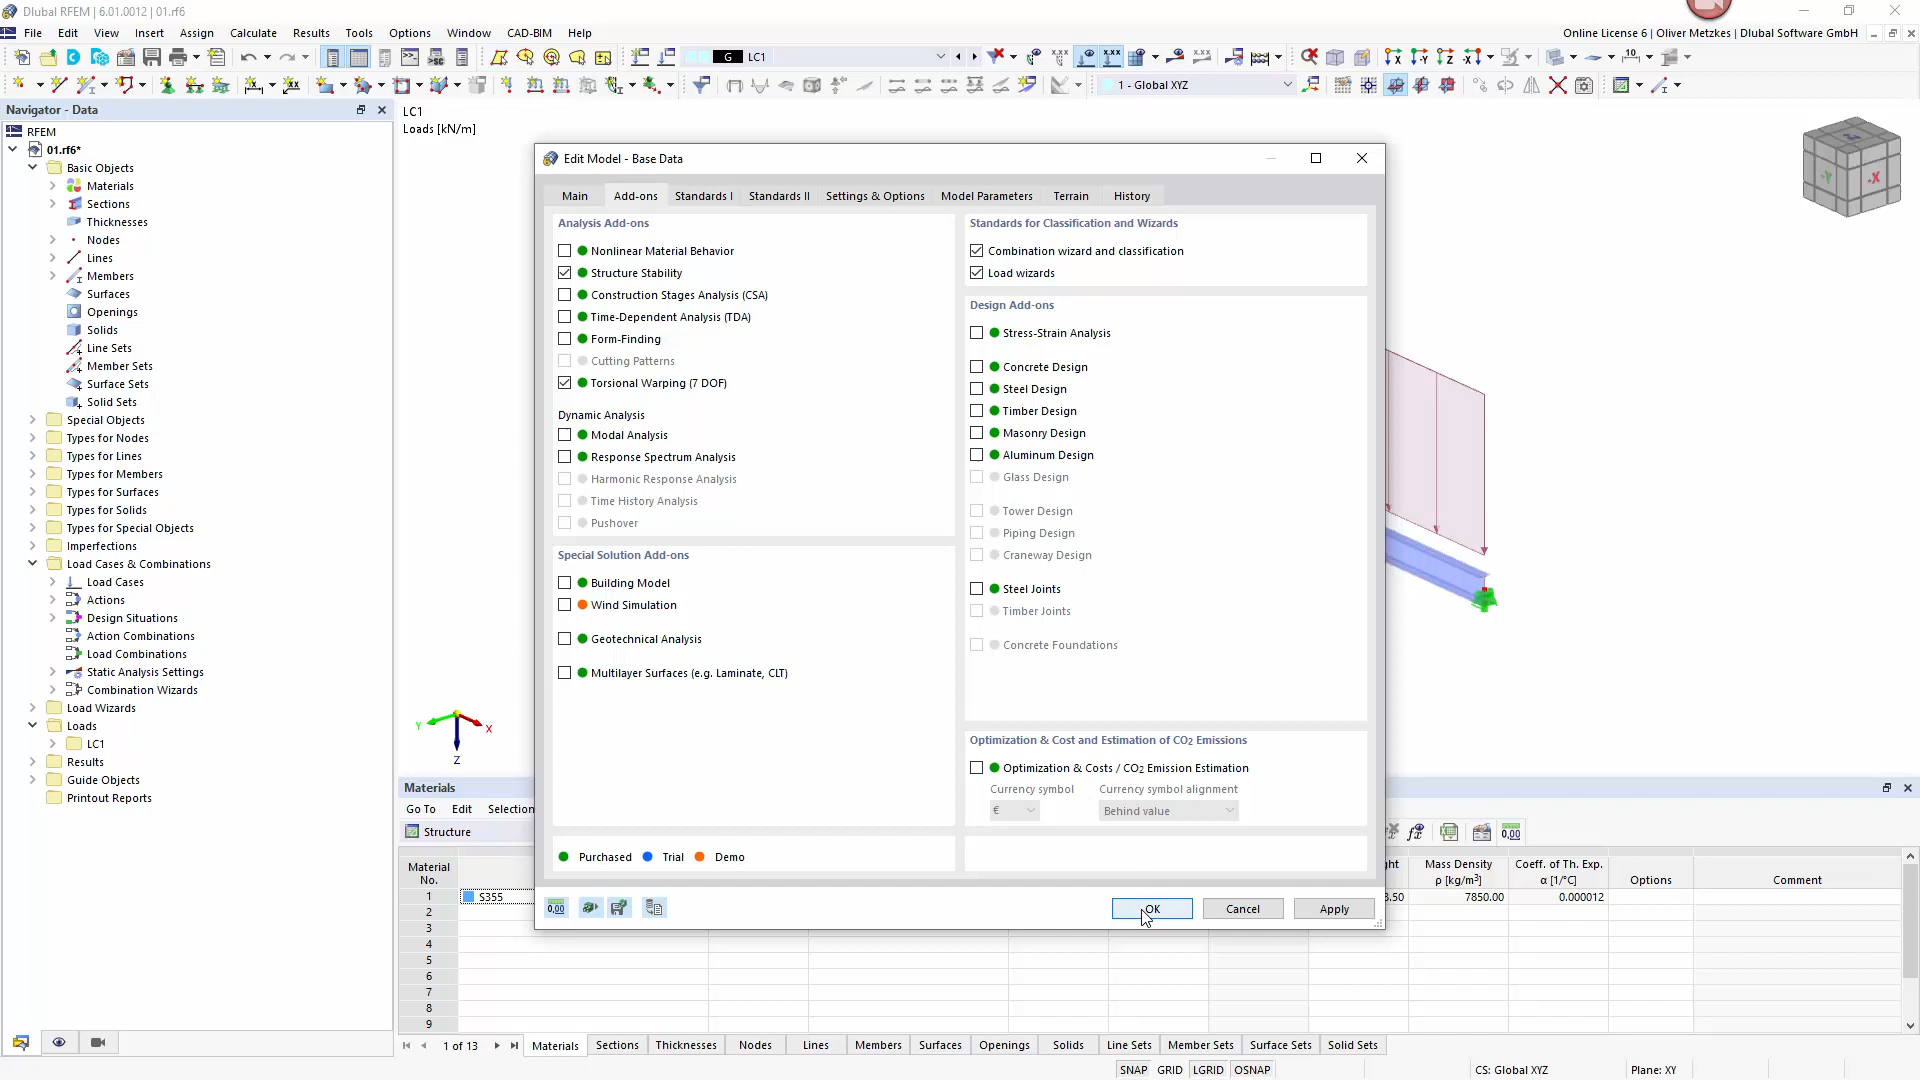 Dlubal RFEM | 6.01.0012 | 01.rf6
File Edit View Insert Assign Calculate Results Tools Options Window CAD-BIM Help
Online License 6 | Oliver Metzkes | Dlubal Software GmbH
G LC1
1 - Global XYZ
Navigator - Data
RFEM
01.rf6*
Basic Objects
Materials
Sections
Thicknesses
Nodes
Lines
Members
Surfaces
Openings
Solids
Line Sets
Member Sets
Surface Sets
Solid Sets
Special Objects
Types for Nodes
Types for Lines
Types for Members
Types for Surfaces
Types for Solids
Types for Special Objects
Imperfections
Load Cases & Combinations
Load Cases
Actions
Design Situations
Action Combinations
Load Combinations
Static Analysis Settings
Combination Wizards
Load Wizards
Loads
LC1
Results
Guide Objects
Printout Reports
LC1
Loads [kN/m]
Edit Model - Base Data
Main Add-ons Standards I Standards II Settings & Options Model Parameters Terrain History
Analysis Add-ons
Nonlinear Material Behavior
Structure Stability
Construction Stages Analysis (CSA)
Time-Dependent Analysis (TDA)
Form-Finding
Cutting Patterns
Torsional Warping (7 DOF)
Dynamic Analysis
Modal Analysis
Response Spectrum Analysis
Harmonic Response Analysis
Time History Analysis
Pushover
Special Solution Add-ons
Building Model
Wind Simulation
Geotechnical Analysis
Multilayer Surfaces (e.g. Laminate, CLT)
Purchased Trial Demo
Standards for Classification and Wizards
Combination wizard and classification
Load wizards
Design Add-ons
Stress-Strain Analysis
Concrete Design
Steel Design
Timber Design
Masonry Design
Aluminum Design
Glass Design
Tower Design
Piping Design
Craneway Design
Steel Joints
Timber Joints
Concrete Foundations
Optimization & Cost and Estimation of CO2 Emissions
Optimization & Costs / CO2 Emission Estimation
Currency symbol Currency symbol alignment
€ Behind value
OK Cancel Apply
-Y -X
Y X
Z
Materials
Go To Edit Selection
Structure
Material
No.
ght
Mass Density
ρ [kg/m3]
Coeff. of Th. Exp.
α [1/°C]
Options
Comment
1 S355 8.50 7850.00 0.000012
2
3
4
5
6
7
8
9
1 of 13 Materials Sections Thicknesses Nodes Lines Members Surfaces Openings Solids Line Sets Member Sets Surface Sets Solid Sets
SNAP GRID LGRID OSNAP CS: Global XYZ Plane: XY